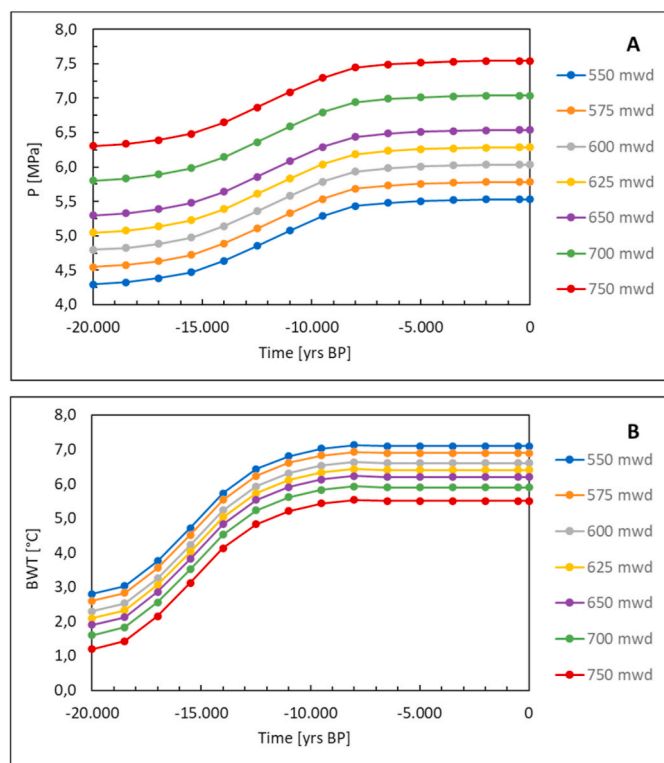 A
8,0
7,5
7,0
6,5
6,0
5,5
5,0
4,5
4,0
P [MPa]
-20.000 -15.000 -10.000 -5.000 0
Time [yrs BP]
550 mwd
575 mwd
600 mwd
625 mwd
650 mwd
700 mwd
750 mwd
B
8,0
7,0
6,0
5,0
4,0
3,0
2,0
1,0
0,0
BWT [°C]
-20.000 -15.000 -10.000 -5.000 0
Time [yrs BP]
550 mwd
575 mwd
600 mwd
625 mwd
650 mwd
700 mwd
750 mwd